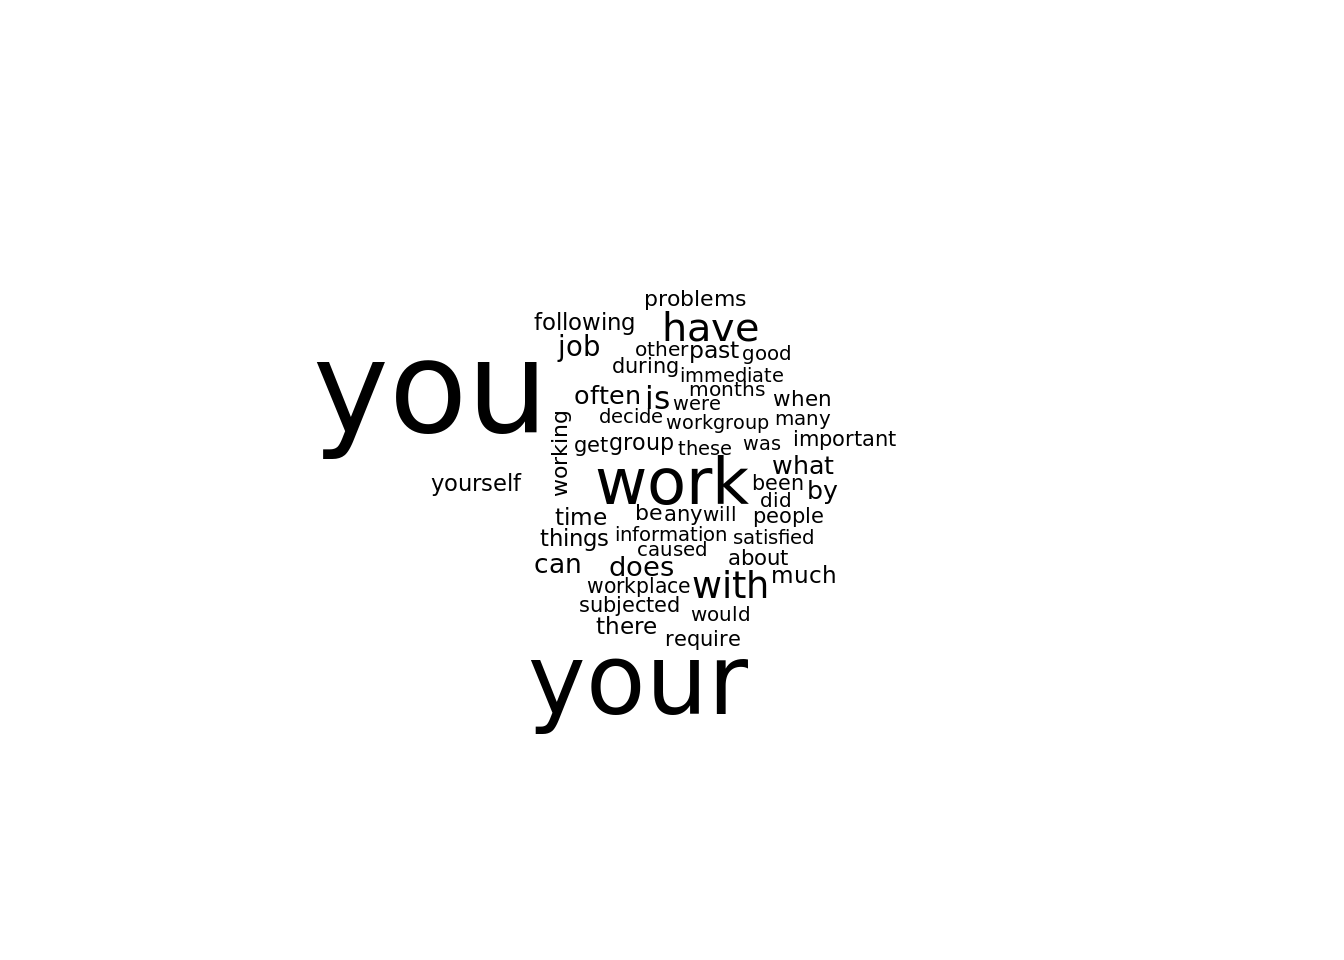 problems
following
have
job
other
past
good
you
during
immediate
months
often
is
were
when
decide
workgroup
many
working
get
group
these
was
important
work
what
yourself
been
by
did
time
be
any
will
people
things
information
satisfied
caused
about
can
does
with
much
workplace
subjected
would
there
require
your